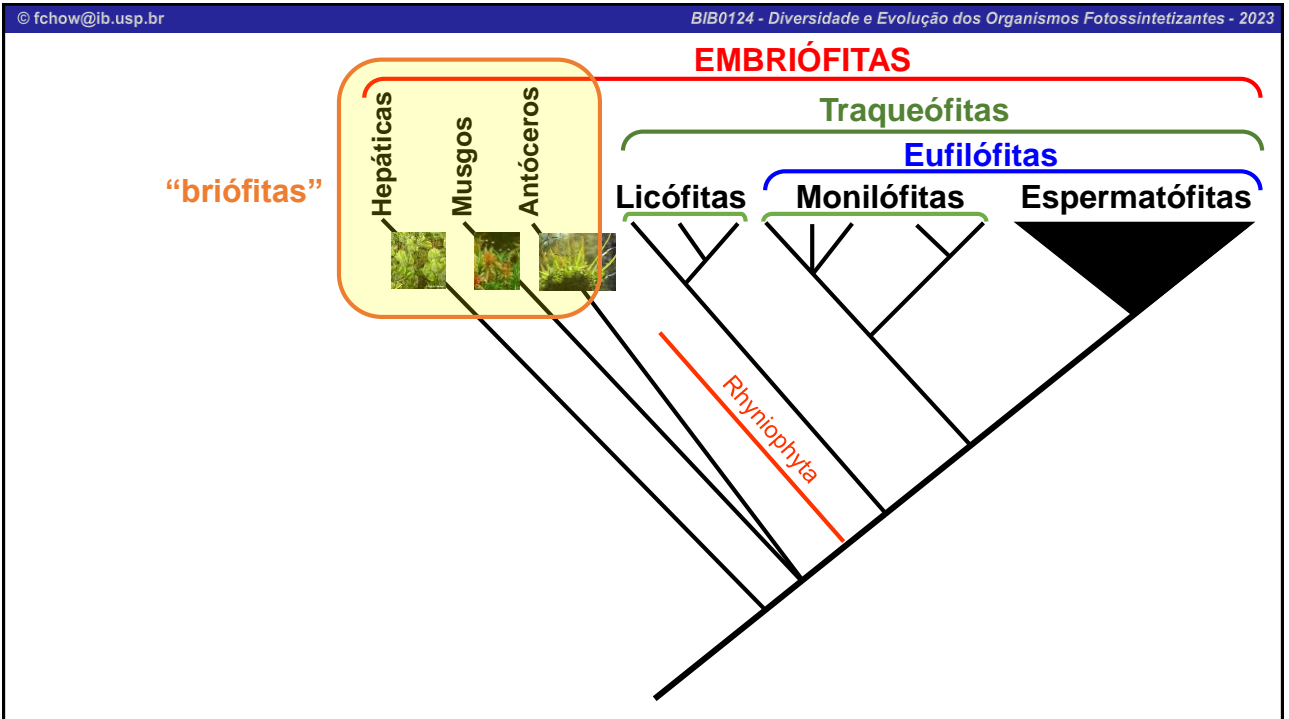 © fchow@ib.usp.br
BIB0124 - Diversidade e Evolução dos Organismos Fotossintetizantes - 2023
EMBRIÓFITAS
Traqueófitas
Eufilófitas
“briófitas”
Hepáticas
Musgos
Antóceros
Licófitas
Monilófitas
Espermatófitas
Rhyniophyta